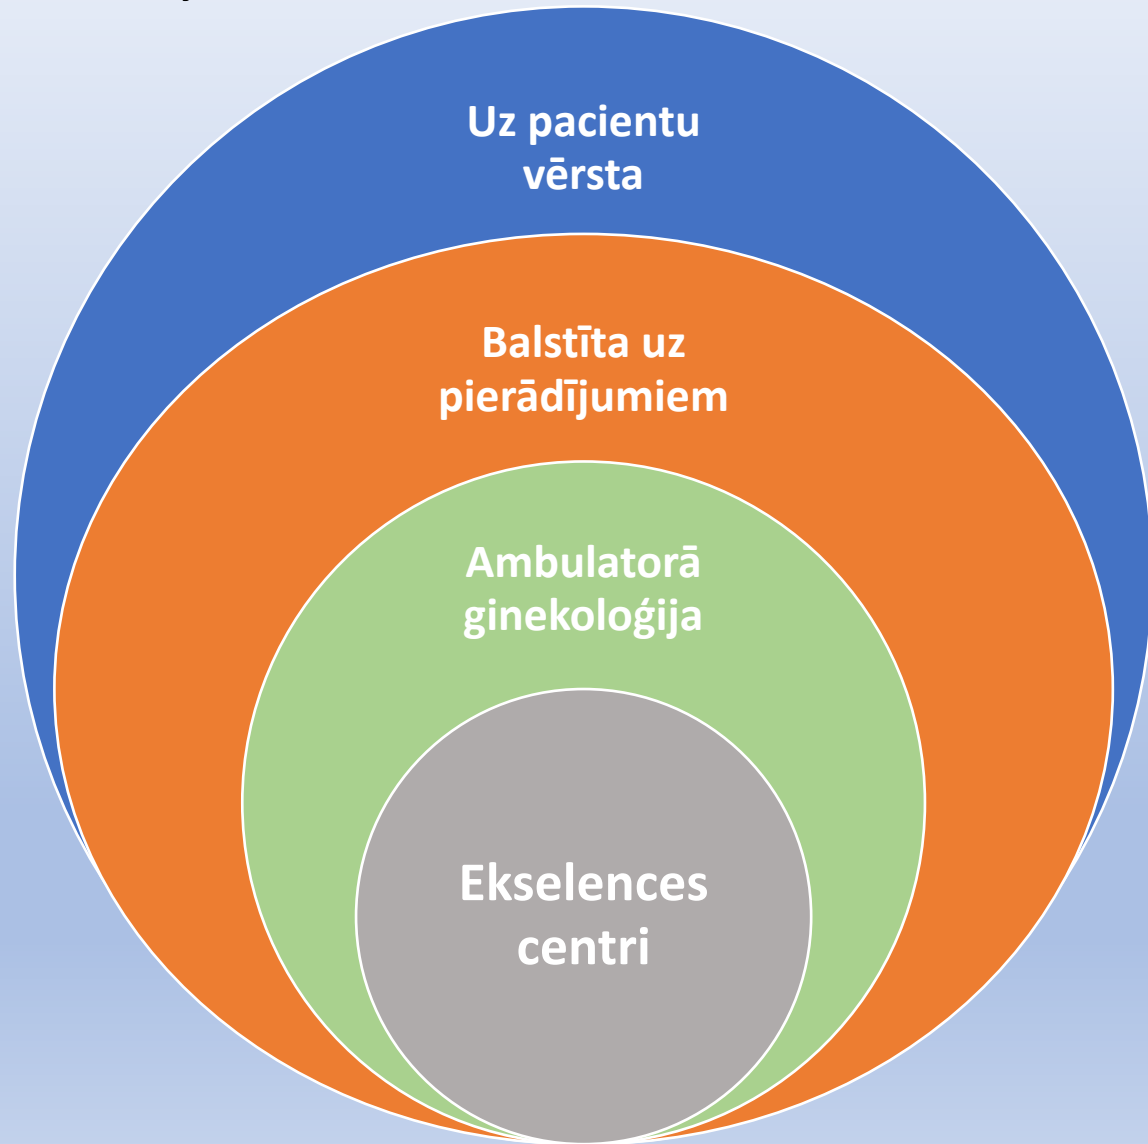 Uz pacientu
vērsta
Balstīta uz
pierādījumiem
Ambulatorā
ginekoloģija
Ekselences
centri